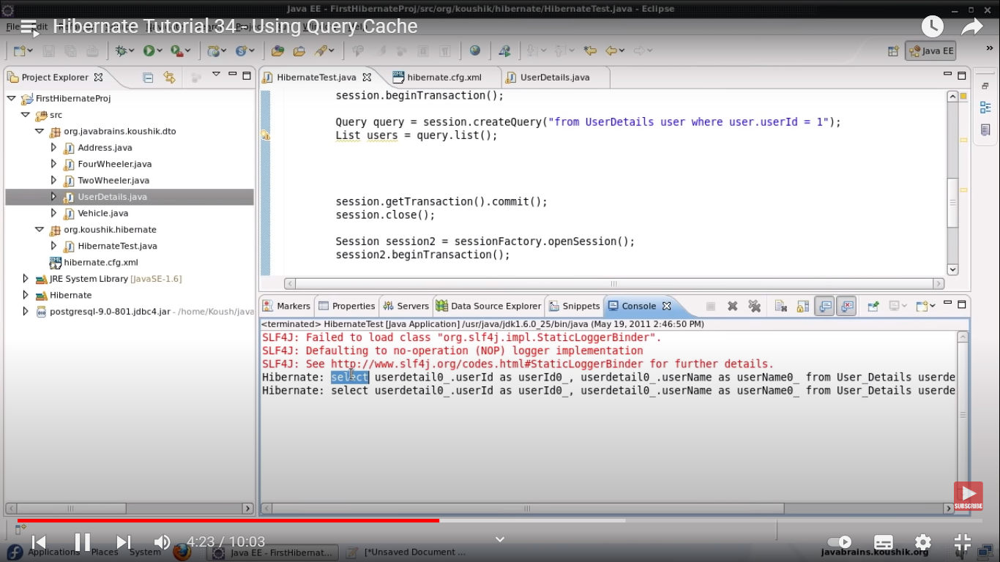 Java EE - FirstHibernateProj/src/org/koushik/hibernate/HibernateTest.java - Eclipse
Hibernate Tutorial 34 - Using Query Cache
File Edit
Java EE
Project Explorer
HibernateTest.java
hibernate.cfg.xml
UserDetails.java
FirstHibernateProj
src
org.javabrains.koushik.dto
Address.java
FourWheeler.java
TwoWheeler.java
UserDetails.java
Vehicle.java
org.koushik.hibernate
HibernateTest.java
hibernate.cfg.xml
JRE System Library [JavaSE-1.6]
Hibernate
postgresql-9.0-801.jdbc4.jar - /home/Koush/java
session.beginTransaction();
Query query = session.createQuery("from UserDetails user where user.userId = 1");
List users = query.list();
session.getTransaction().commit();
session.close();
Session session2 = sessionFactory.openSession();
session2.beginTransaction();
Markers Properties Servers Data Source Explorer Snippets Console
<terminated> HibernateTest [Java Application] /usr/java/jdk1.6.0_25/bin/java (May 19, 2011 2:46:50 PM)
SLF4J: Failed to load class "org.slf4j.impl.StaticLoggerBinder".
SLF4J: Defaulting to no-operation (NOP) logger implementation
SLF4J: See http://www.slf4j.org/codes.html#StaticLoggerBinder for further details.
Hibernate: select userdetail0_.userId as userId0_, userdetail0_.userName as userName0_ from User_Details userde
Hibernate: select userdetail0_.userId as userId0_, userdetail0_.userName as userName0_ from User_Details userde
SUBSCRIBE
4:23 / 10:03
Applications Places System
Java EE - FirstHibernat...
[*Unsaved Document ...
javabrains.koushik.org